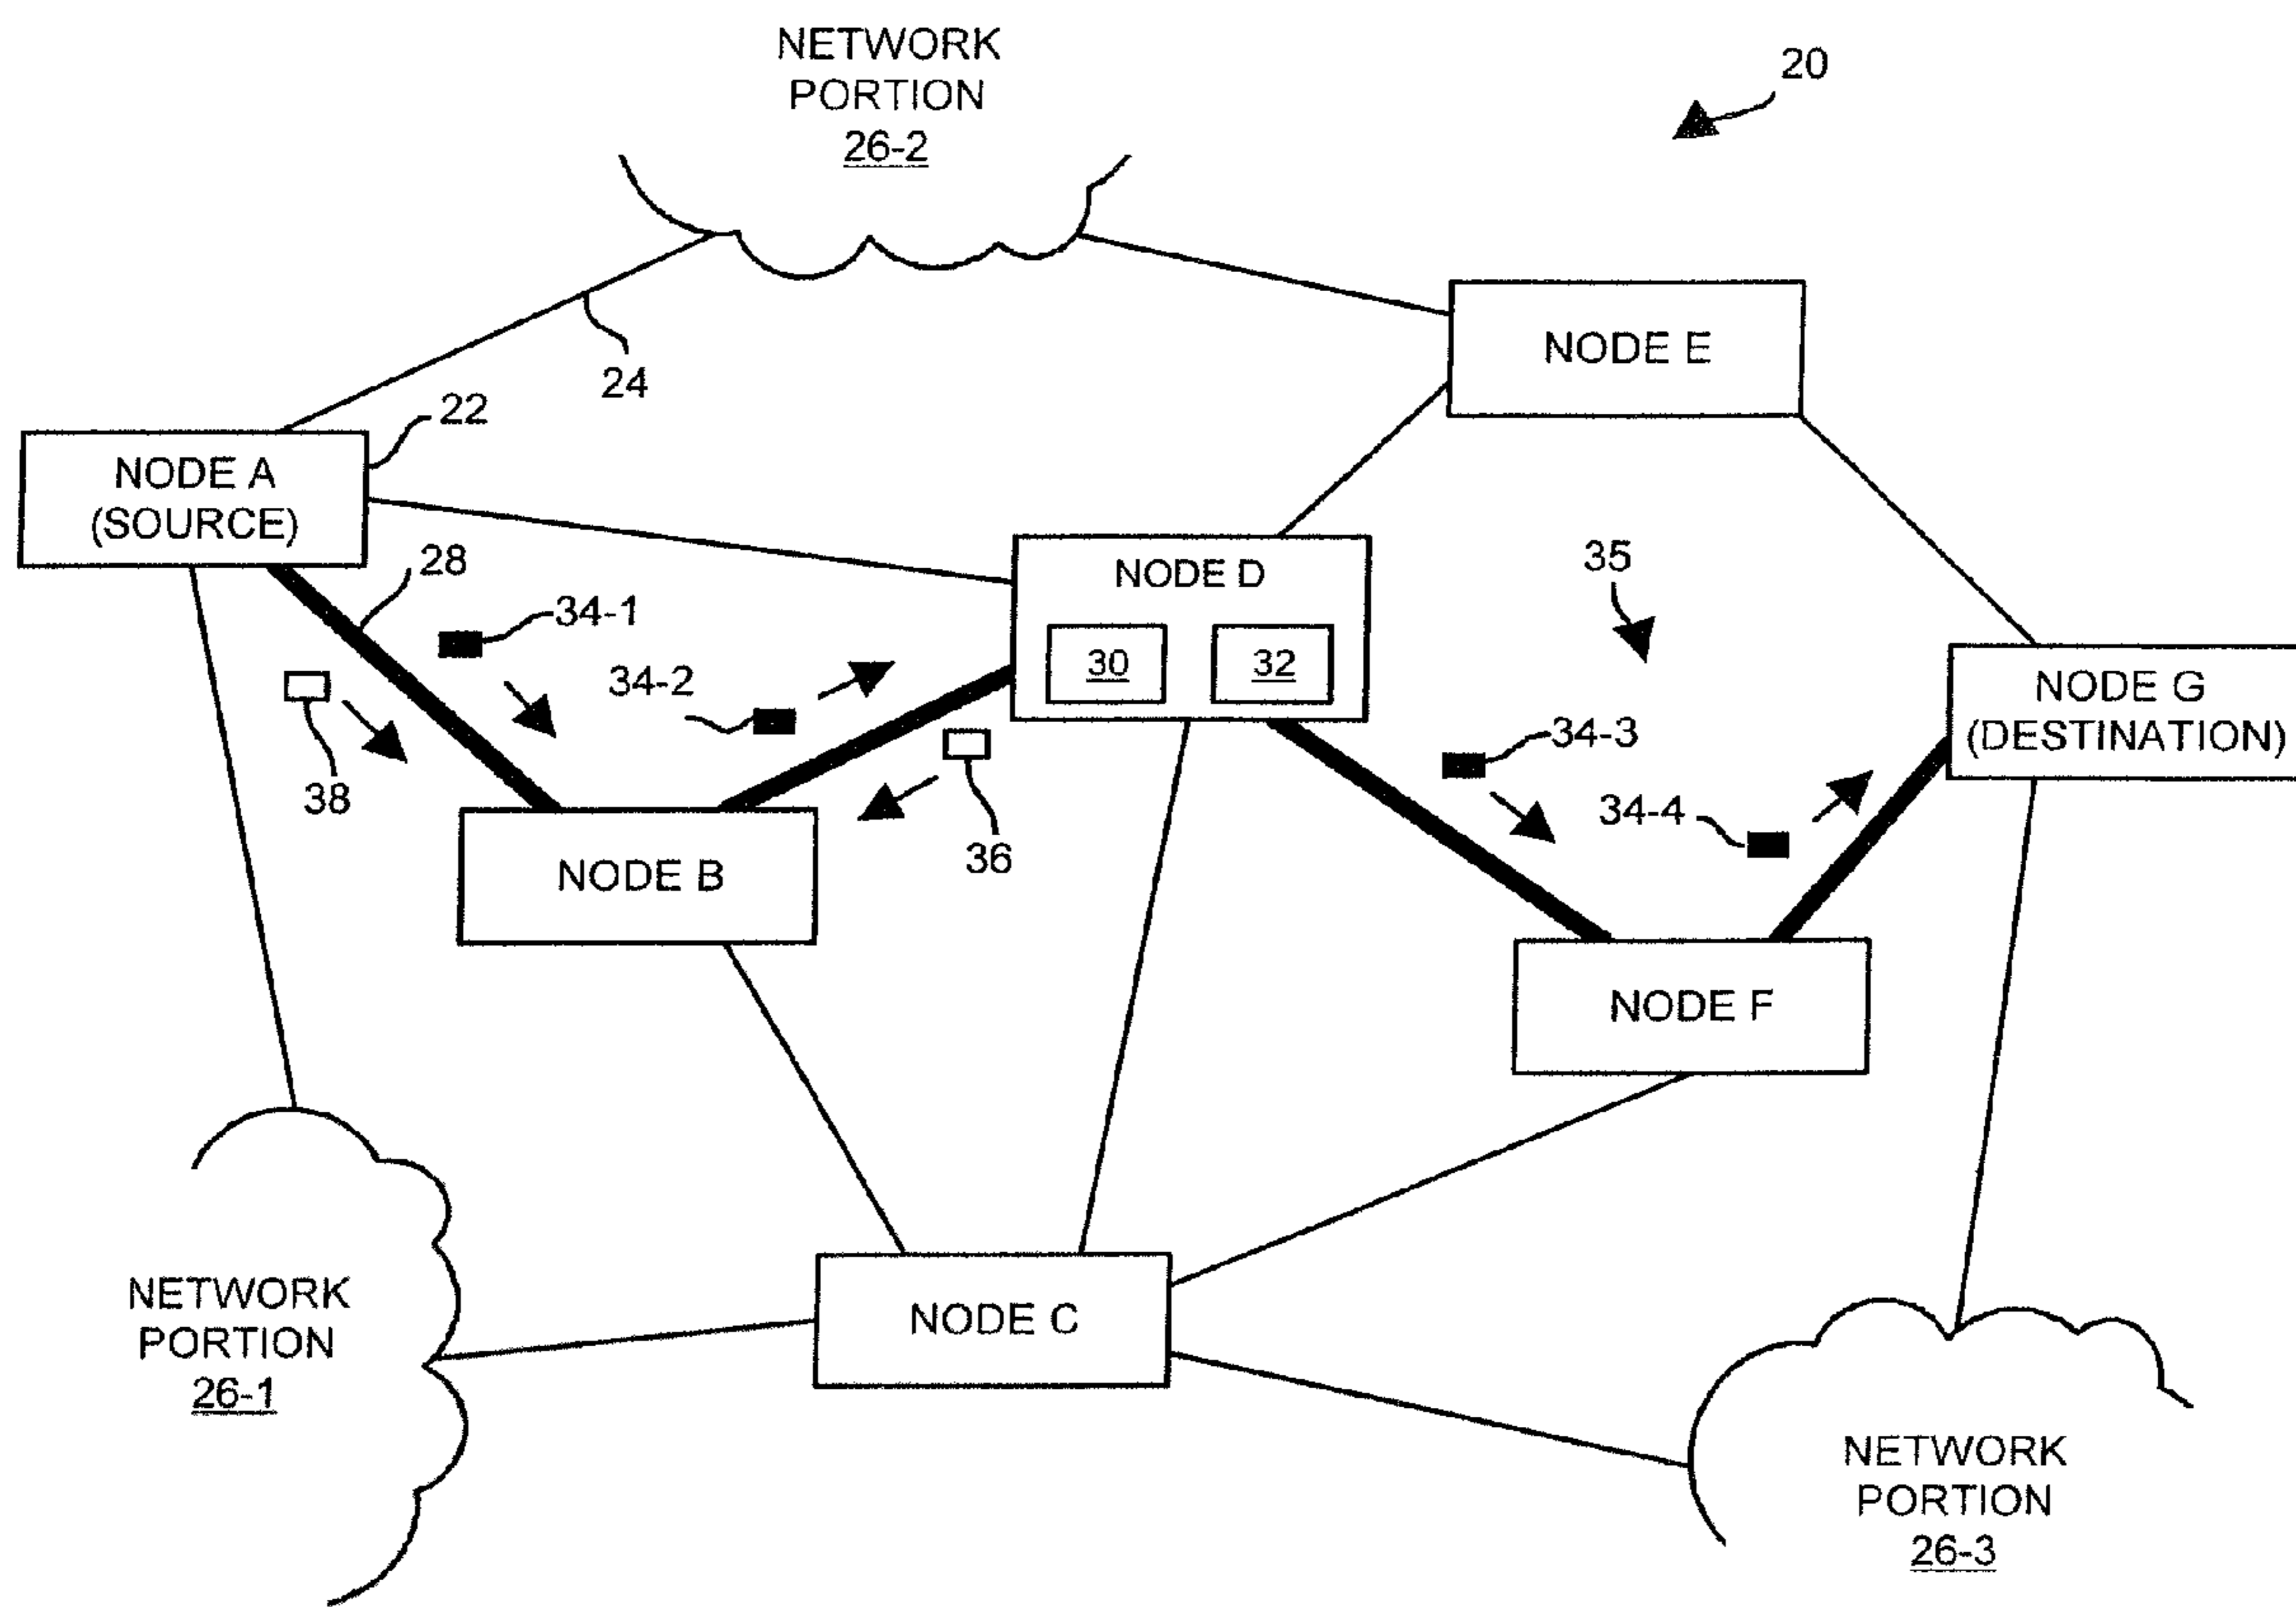 NETWORK
PORTION
26-2
20
24
22
NODE A
(SOURCE)
NODE E
28
34-1
34-2
38
NODE D
30
32
35
36
34-3
34-4
NODE G
(DESTINATION)
NODE B
NODE F
NETWORK
PORTION
26-1
NODE C
NETWORK
PORTION
26-3